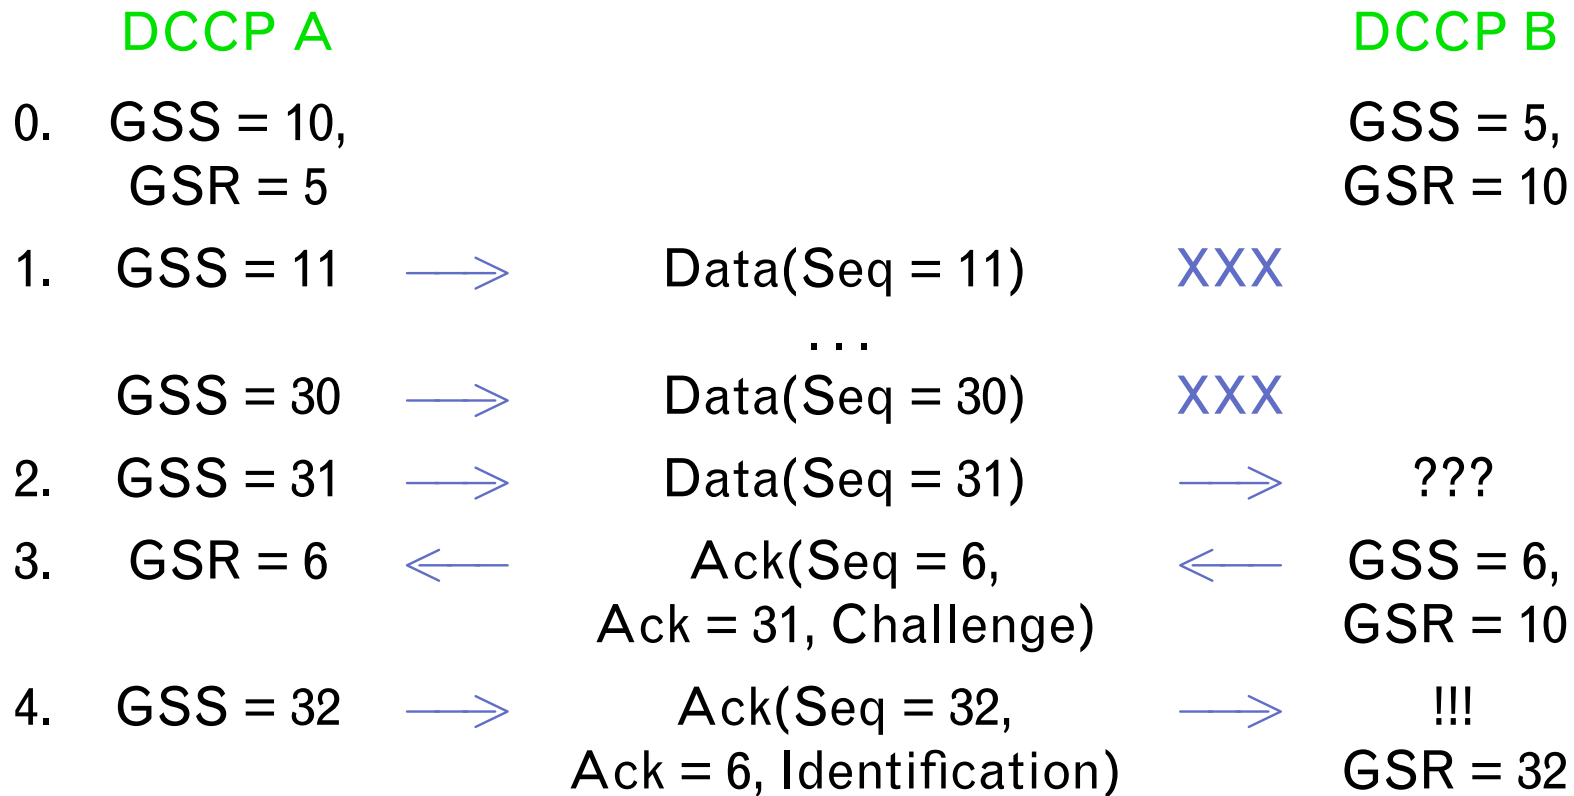 DCCP A DCCP B
0. GSS = 10, GSS = 5,
GSR = 5 GSR = 10
1. GSS = 11 Data(Seq = 11) XXX
...
GSS = 30 Data(Seq = 30) XXX
2. GSS = 31 Data(Seq = 31) ???
3. GSR = 6 Ack(Seq = 6, GSS = 6,
Ack = 31, Challenge) GSR = 10
4. GSS = 32 Ack(Seq = 32, !!!
Ack = 6, Identification) GSR = 32